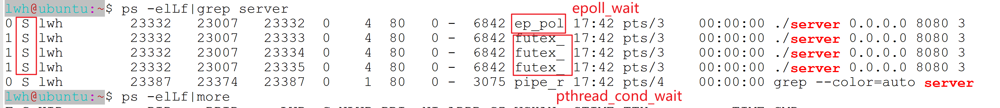 lwh@ubuntu:~$ ps -elLf|grep server epoll_wait
0 S lwh 23332 23007 23332 0 4 80 0 - 6842 ep_pol 17:42 pts/3 00:00:00 ./server 0.0.0.0 8080 3
1 S lwh 23332 23007 23333 0 4 80 0 - 6842 futex_ 17:42 pts/3 00:00:00 ./server 0.0.0.0 8080 3
1 S lwh 23332 23007 23334 0 4 80 0 - 6842 futex_ 17:42 pts/3 00:00:00 ./server 0.0.0.0 8080 3
1 S lwh 23332 23007 23335 0 4 80 0 - 6842 futex_ 17:42 pts/3 00:00:00 ./server 0.0.0.0 8080 3
0 S lwh 23387 23374 23387 0 1 80 0 - 3075 pipe_r 17:42 pts/4 00:00:00 grep --color=auto server
lwh@ubuntu:~$ ps -elLf|more pthread_cond_wait